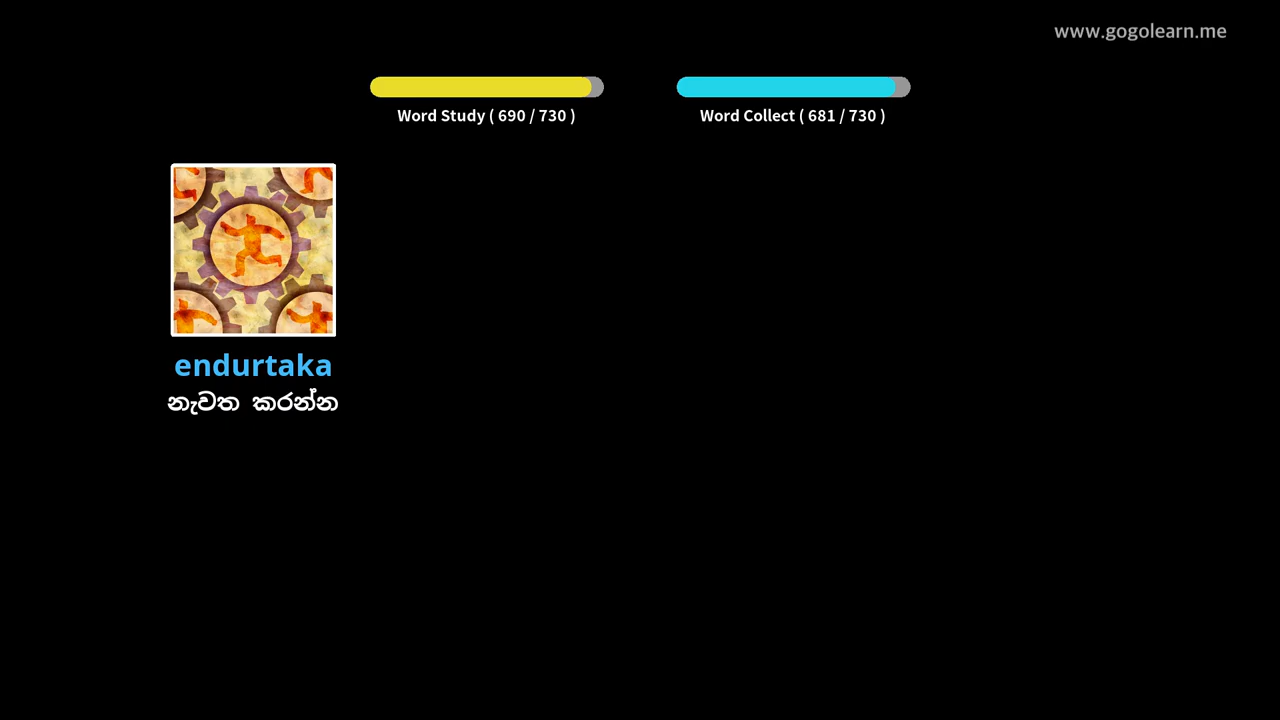 www.gogolearn.me
Word Study ( 690 / 730 )
Word Collect ( 681 / 730 )
endurtaka
නැවත කරන්න